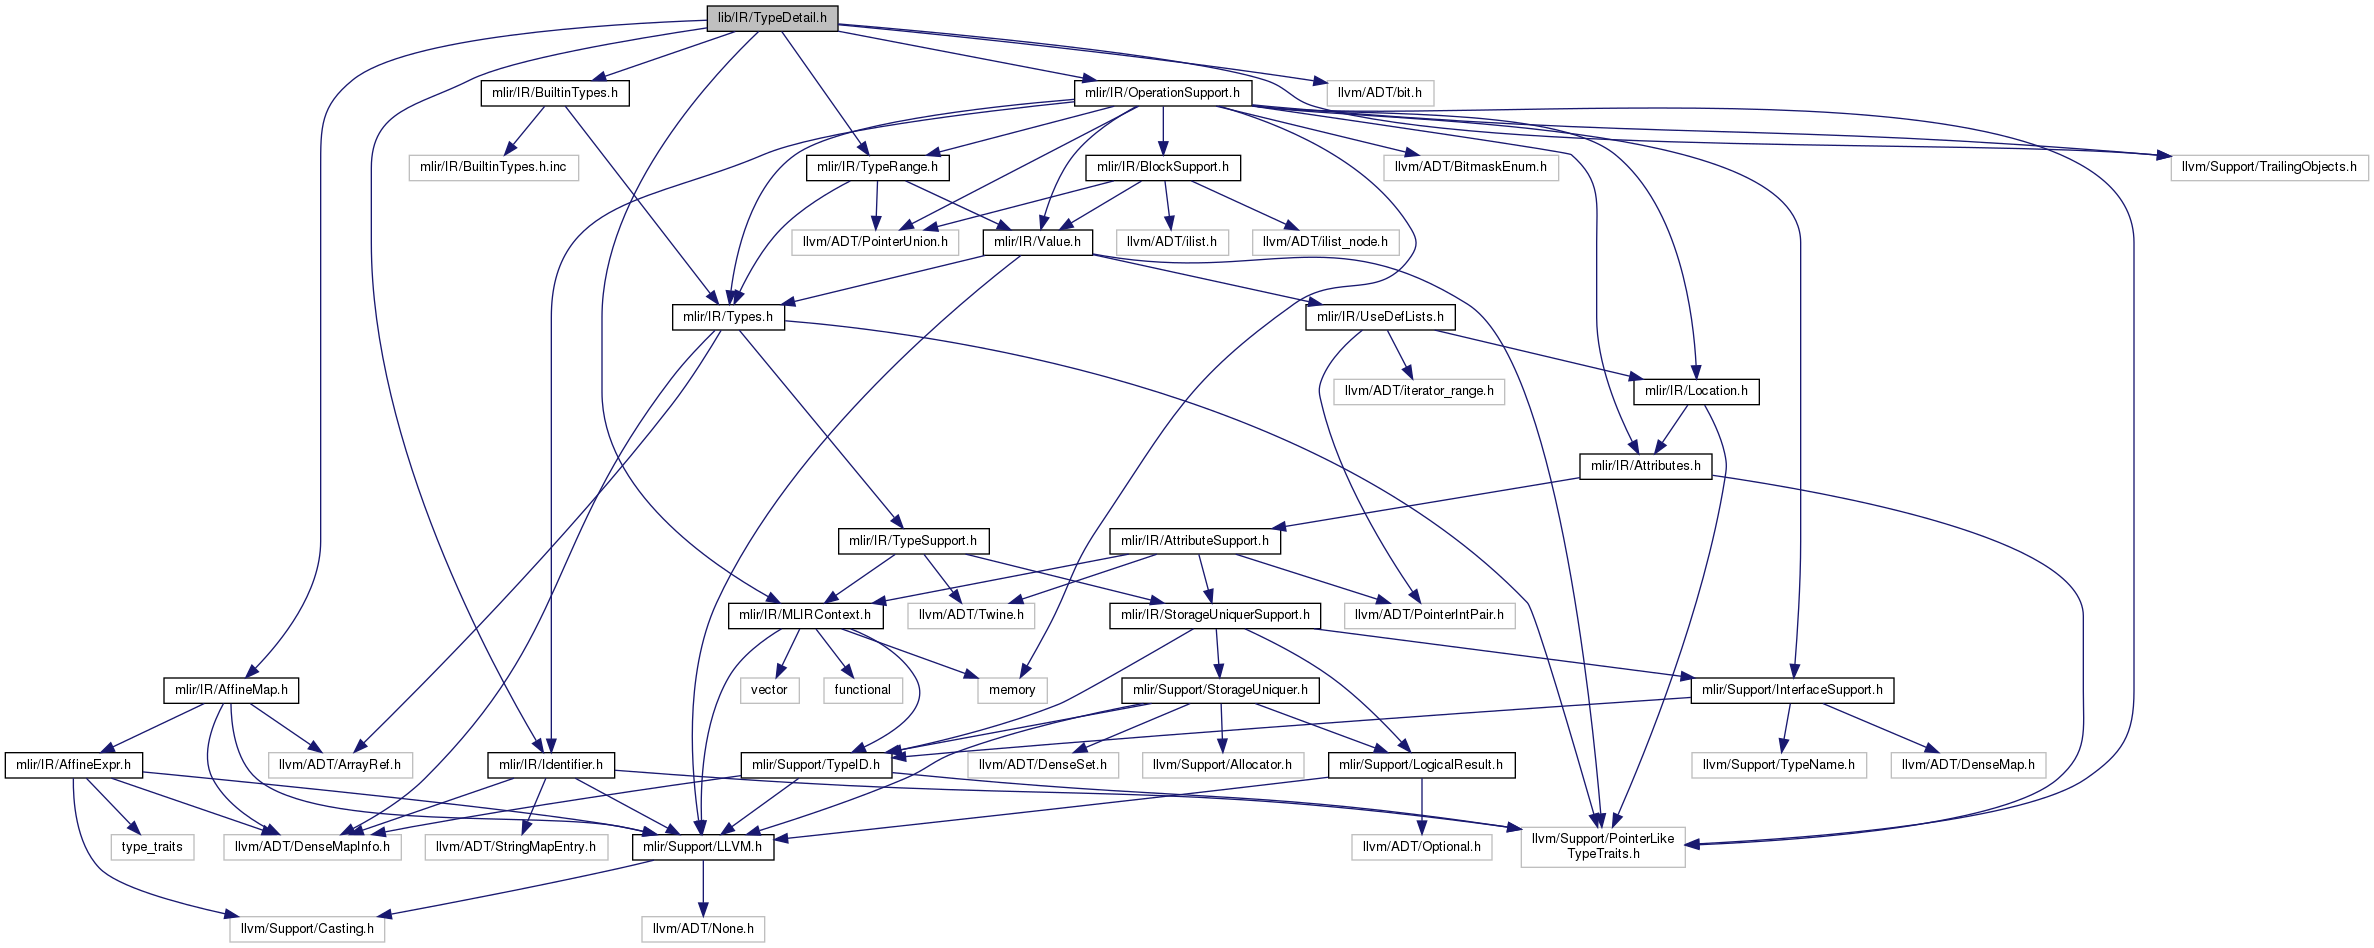 lib/IR/TypeDetail.h
mlir/IR/BuiltinTypes.h
mlir/IR/OperationSupport.h
llvm/ADT/bit.h
mlir/IR/BuiltinTypes.h.inc
mlir/IR/TypeRange.h
mlir/IR/BlockSupport.h
llvm/ADT/BitmaskEnum.h
llvm/Support/TrailingObjects.h
llvm/ADT/PointerUnion.h
mlir/IR/Value.h
llvm/ADT/ilist.h
llvm/ADT/ilist_node.h
mlir/IR/Types.h
mlir/IR/UseDefLists.h
llvm/ADT/iterator_range.h
mlir/IR/Location.h
mlir/IR/Attributes.h
mlir/IR/TypeSupport.h
mlir/IR/AttributeSupport.h
mlir/IR/MLIRContext.h
llvm/ADT/Twine.h
mlir/IR/StorageUniquerSupport.h
llvm/ADT/PointerIntPair.h
mlir/IR/AffineMap.h
vector
functional
memory
mlir/Support/StorageUniquer.h
mlir/Support/InterfaceSupport.h
mlir/IR/AffineExpr.h
llvm/ADT/ArrayRef.h
mlir/IR/Identifier.h
mlir/Support/TypeID.h
llvm/ADT/DenseSet.h
llvm/Support/Allocator.h
mlir/Support/LogicalResult.h
llvm/Support/TypeName.h
llvm/ADT/DenseMap.h
type_traits
llvm/ADT/DenseMapInfo.h
llvm/ADT/StringMapEntry.h
mlir/Support/LLVM.h
llvm/ADT/Optional.h
llvm/Support/PointerLike
TypeTraits.h
llvm/Support/Casting.h
llvm/ADT/None.h